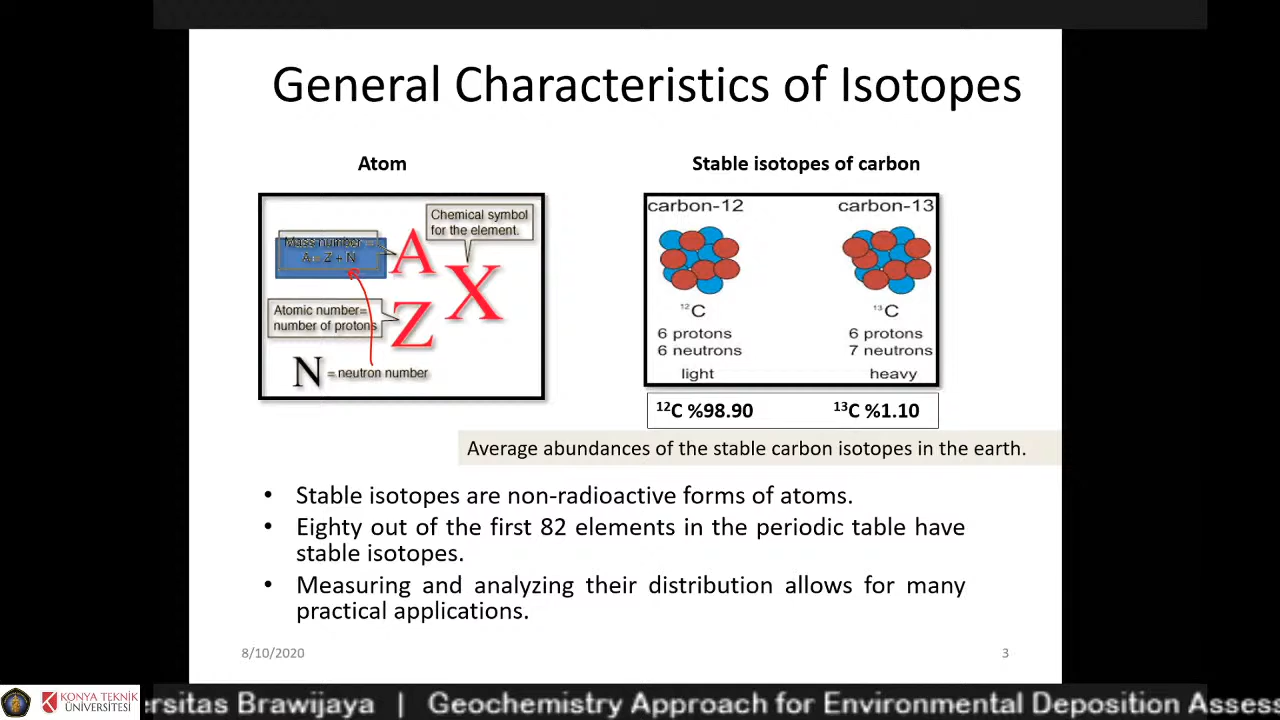 General Characteristics of Isotopes
Atom
Chemical symbol
for the element.
Mass number =
A = Z + N
A
X
Atomic number=
number of protons
Z
N = neutron number
Stable isotopes of carbon
carbon-12 carbon-13
¹²C ¹³C
6 protons 6 protons
6 neutrons 7 neutrons
light heavy
¹²C %98.90 ¹³C %1.10
Average abundances of the stable carbon isotopes in the earth.
• Stable isotopes are non-radioactive forms of atoms.
• Eighty out of the first 82 elements in the periodic table have
stable isotopes.
• Measuring and analyzing their distribution allows for many
practical applications.
8/10/2020 3
KONYA TEKNİK
ÜNİVERSİTESİ
rsitas Brawijaya | Geochemistry Approach for Environmental Deposition Assess